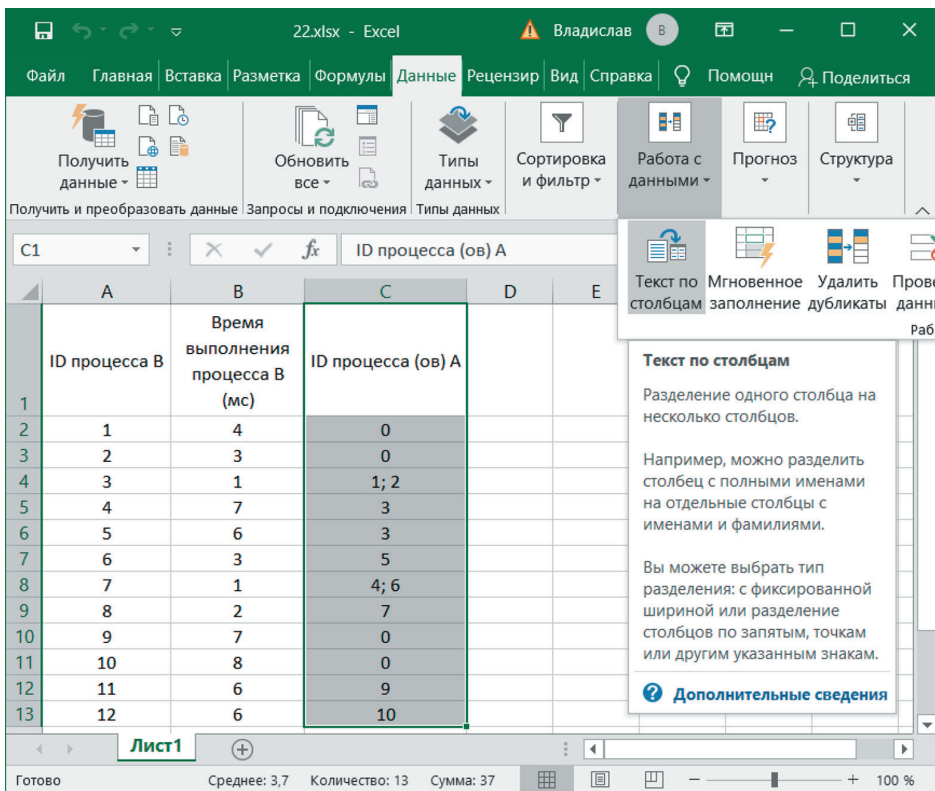 22.xlsx - Excel
Владислав
В
Файл Главная Вставка Разметка Формулы Данные Рецензир Вид Справка Помощн Поделиться
Получить
данные
Обновить
все
Типы
данных
Сортировка
и фильтр
Работа с
данными
Прогноз
Структура
Получить и преобразовать данные Запросы и подключения Типы данных
C1
fx
ID процесса (ов) A
Текст по
столбцам
Мгновенное
заполнение
Удалить
дубликаты
Прове
данн
Раб
A B C D E
1 ID процесса B
Время
выполнения
процесса B
(мс)
ID процесса (ов) A
2 1 4 0
3 2 3 0
4 3 1 1; 2
5 4 7 3
6 5 6 3
7 6 3 5
8 7 1 4; 6
9 8 2 7
10 9 7 0
11 10 8 0
12 11 6 9
13 12 6 10
Текст по столбцам
Разделение одного столбца на
несколько столбцов.
Например, можно разделить
столбец с полными именами
на отдельные столбцы с
именами и фамилиями.
Вы можете выбрать тип
разделения: с фиксированной
шириной или разделение
столбцов по запятым, точкам
или другим указанным знакам.
Дополнительные сведения
Лист1
Готово Среднее: 3,7 Количество: 13 Сумма: 37 100 %